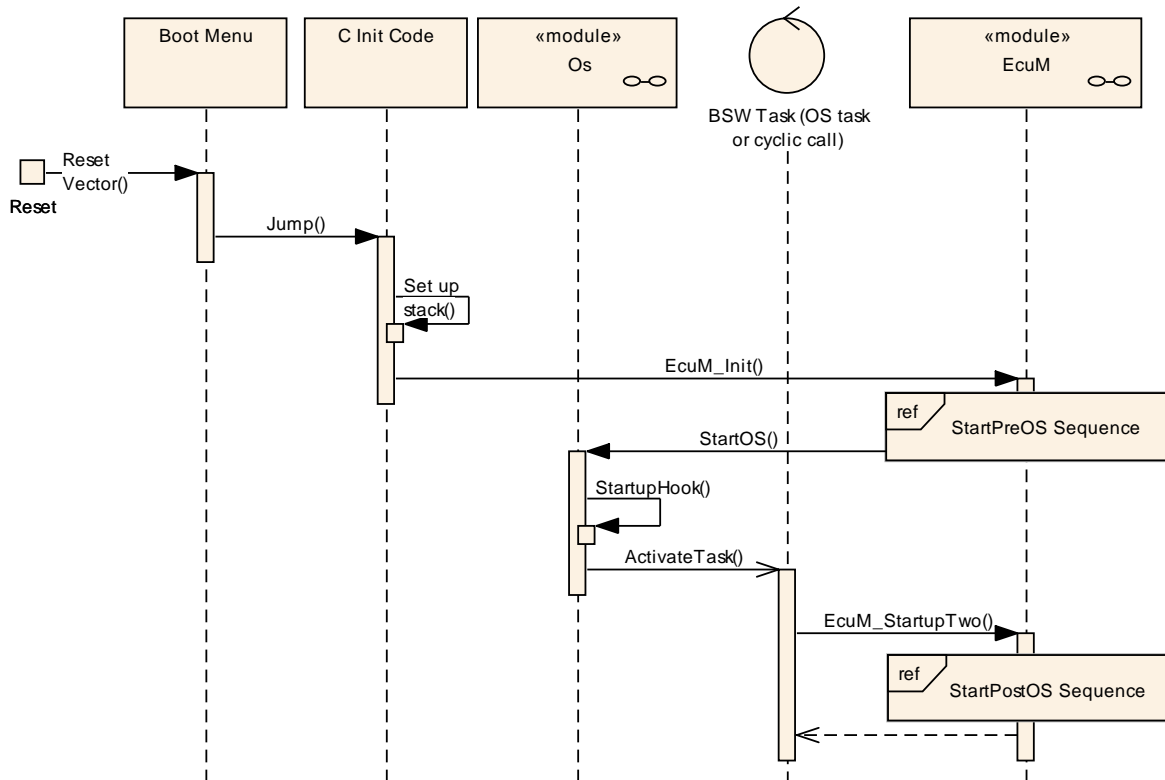 Boot Menu
C Init Code
«module»
Os
BSW Task (OS task
or cyclic call)
«module»
EcuM
Reset
Vector()
Reset
Jump()
Set up
stack()
EcuM_Init()
ref
StartPreOS Sequence
StartOS()
StartupHook()
ActivateTask()
EcuM_StartupTwo()
ref
StartPostOS Sequence